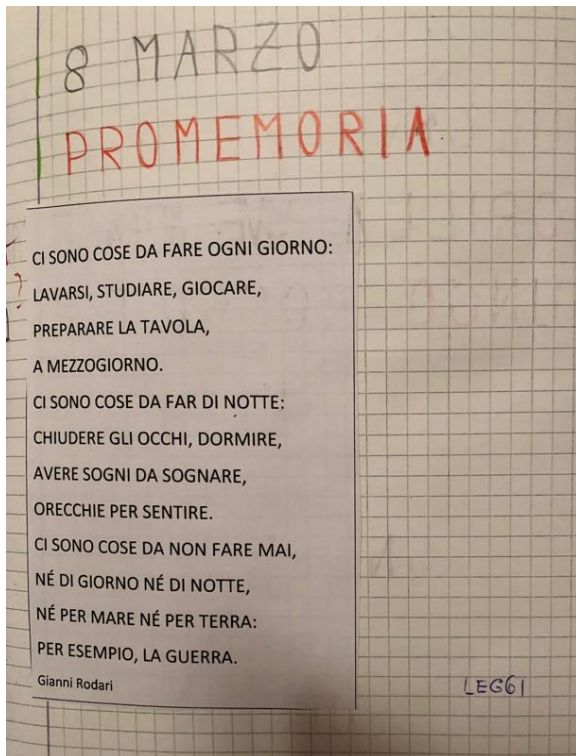 8 MARZO
PROMEMORIA
CI SONO COSE DA FARE OGNI GIORNO:
LAVARSI, STUDIARE, GIOCARE,
PREPARARE LA TAVOLA,
A MEZZOGIORNO.
CI SONO COSE DA FAR DI NOTTE:
CHIUDERE GLI OCCHI, DORMIRE,
AVERE SOGNI DA SOGNARE,
ORECCHIE PER SENTIRE.
CI SONO COSE DA NON FARE MAI,
NÉ DI GIORNO NÉ DI NOTTE,
NÉ PER MARE NÉ PER TERRA:
PER ESEMPIO, LA GUERRA.
Gianni Rodari
LEGGI